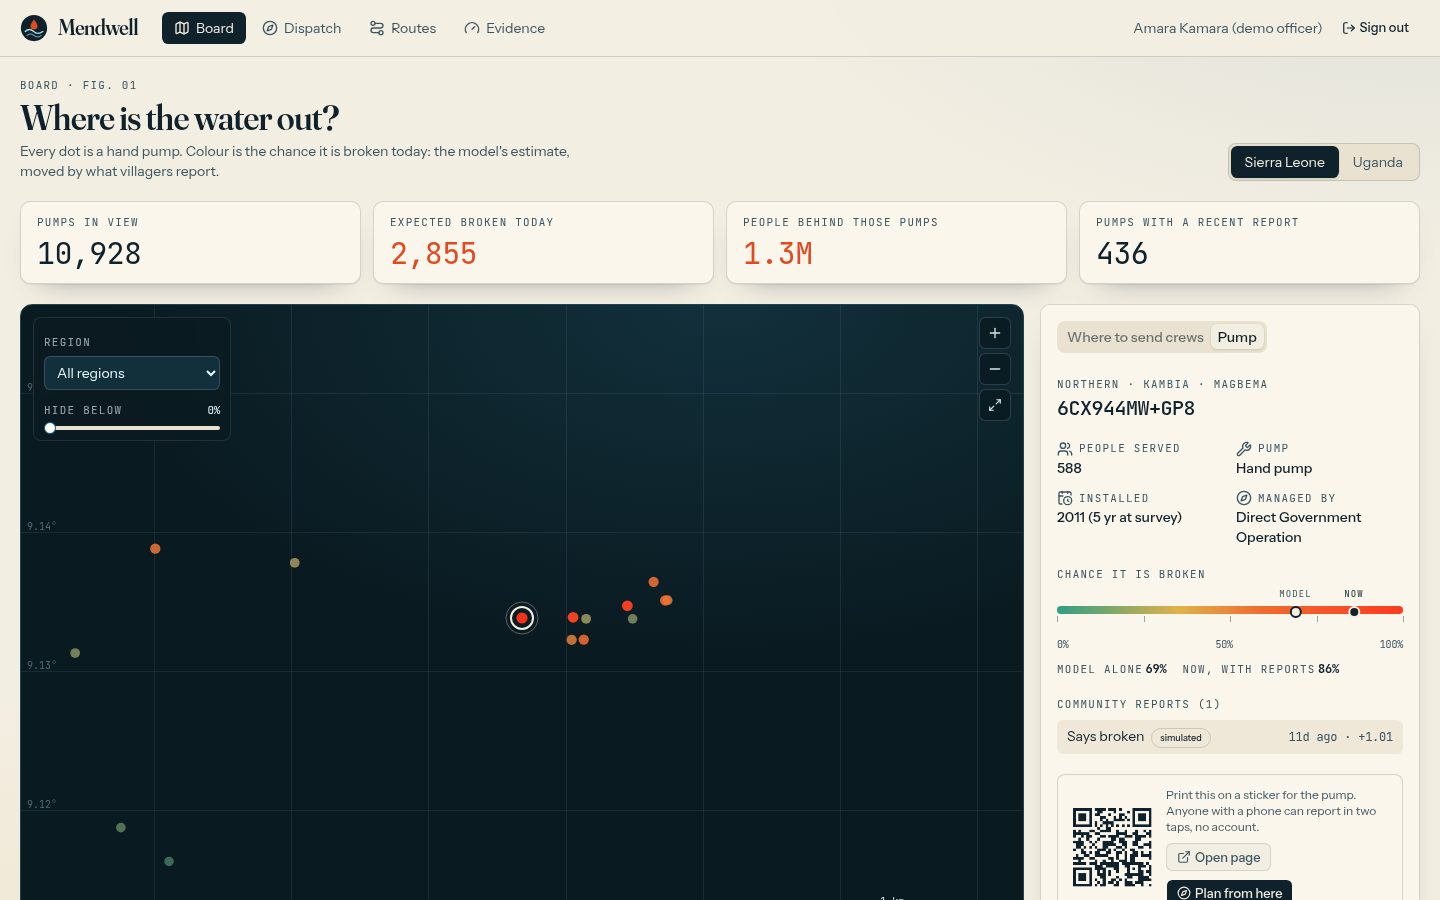 Mendwell
Board
Dispatch
Routes
Evidence
Amara Kamara (demo officer)
Sign out
BOARD · FIG. 01
Where is the water out?
Every dot is a hand pump. Colour is the chance it is broken today: the model's estimate,
moved by what villagers report.
Sierra Leone
Uganda
PUMPS IN VIEW
10,928
EXPECTED BROKEN TODAY
2,855
PEOPLE BEHIND THOSE PUMPS
1.3M
PUMPS WITH A RECENT REPORT
436
REGION
All regions
HIDE BELOW
0%
9.14°
9.13°
9.12°
Where to send crews
Pump
NORTHERN · KAMBIA · MAGBEMA
6CX944MW+GP8
PEOPLE SERVED
588
PUMP
Hand pump
INSTALLED
2011 (5 yr at survey)
MANAGED BY
Direct Government
Operation
CHANCE IT IS BROKEN
MODEL
NOW
0%
50%
100%
MODEL ALONE 69% NOW, WITH REPORTS 86%
COMMUNITY REPORTS (1)
Says broken
simulated
11d ago · +1.01
Print this on a sticker for the pump.
Anyone with a phone can report in two
taps, no account.
Open page
Plan from here